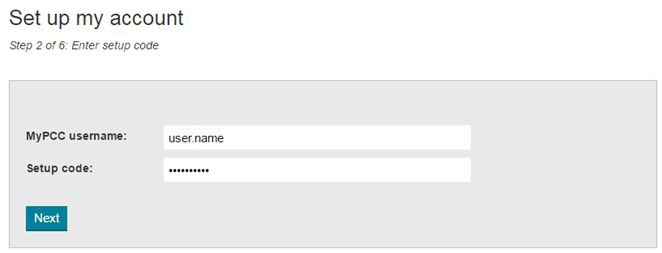 Set up my account
Step 2 of 6: Enter setup code
MyPCC username: user.name
Setup code: ••••••••••
Next